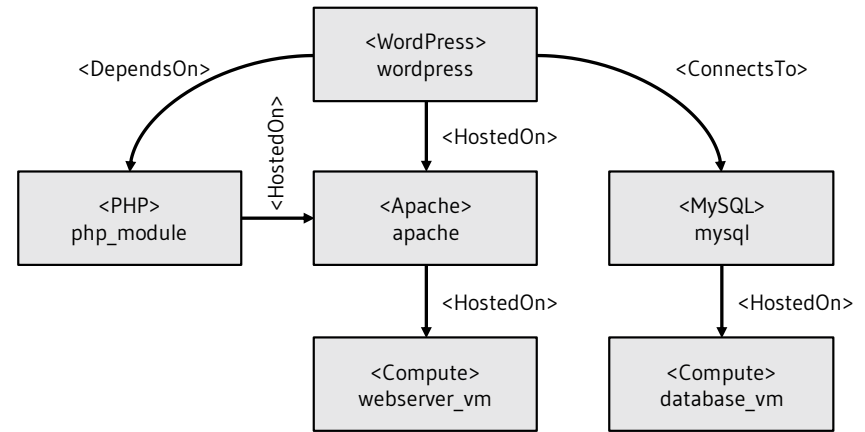 <WordPress>
wordpress
<DependsOn>
<ConnectsTo>
<HostedOn>
<HostedOn>
<PHP>
php_module
<Apache>
apache
<MySQL>
mysql
<HostedOn>
<HostedOn>
<Compute>
webserver_vm
<Compute>
database_vm